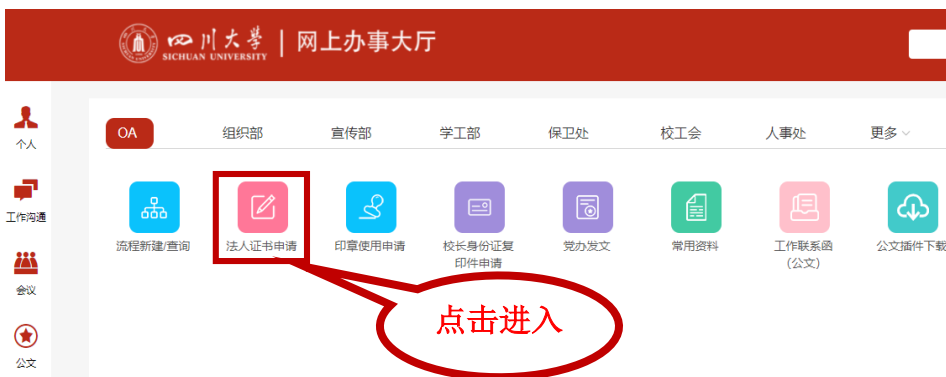 四川大学 | 网上办事大厅
SICHUAN UNIVERSITY
个人
工作沟通
会议
公文
OA 组织部 宣传部 学工部 保卫处 校工会 人事处 更多
流程新建/查询 法人证书申请 印章使用申请 校长身份证复 党办发文 常用资料 工作联系函 公文插件下载
印件申请 (公文)
点击进入